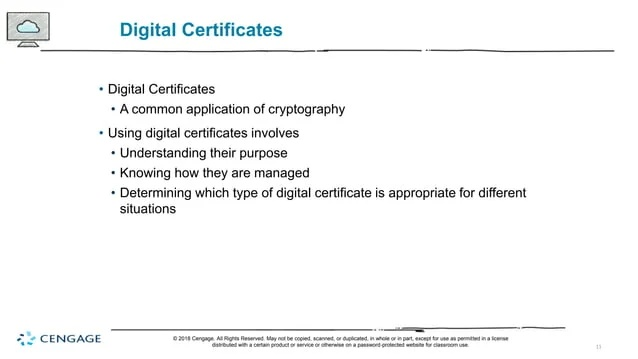 Digital Certificates
• Digital Certificates
• A common application of cryptography
• Using digital certificates involves
• Understanding their purpose
• Knowing how they are managed
• Determining which type of digital certificate is appropriate for different
situations
CENGAGE
© 2018 Cengage. All Rights Reserved. May not be copied, scanned, or duplicated, in whole or in part, except for use as permitted in a license
distributed with a certain product or service or otherwise on a password-protected website for classroom use.